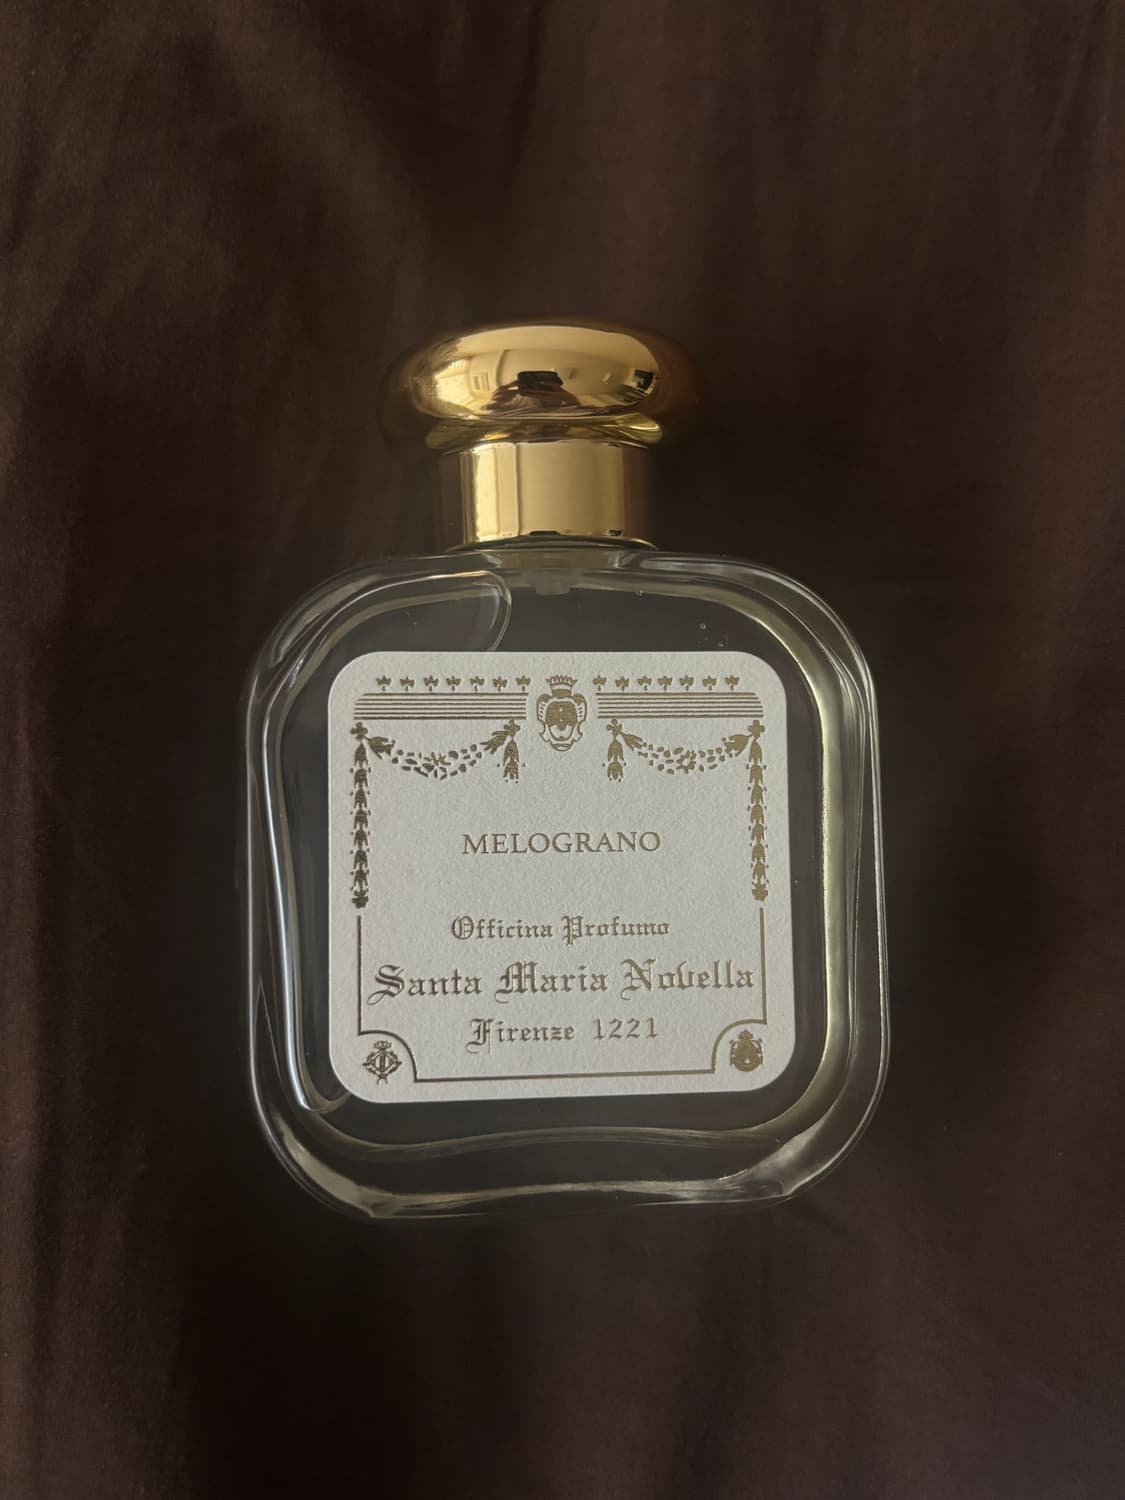 MELOGRANO
Officina Profumo
Santa Maria Novella
Firenze 1221